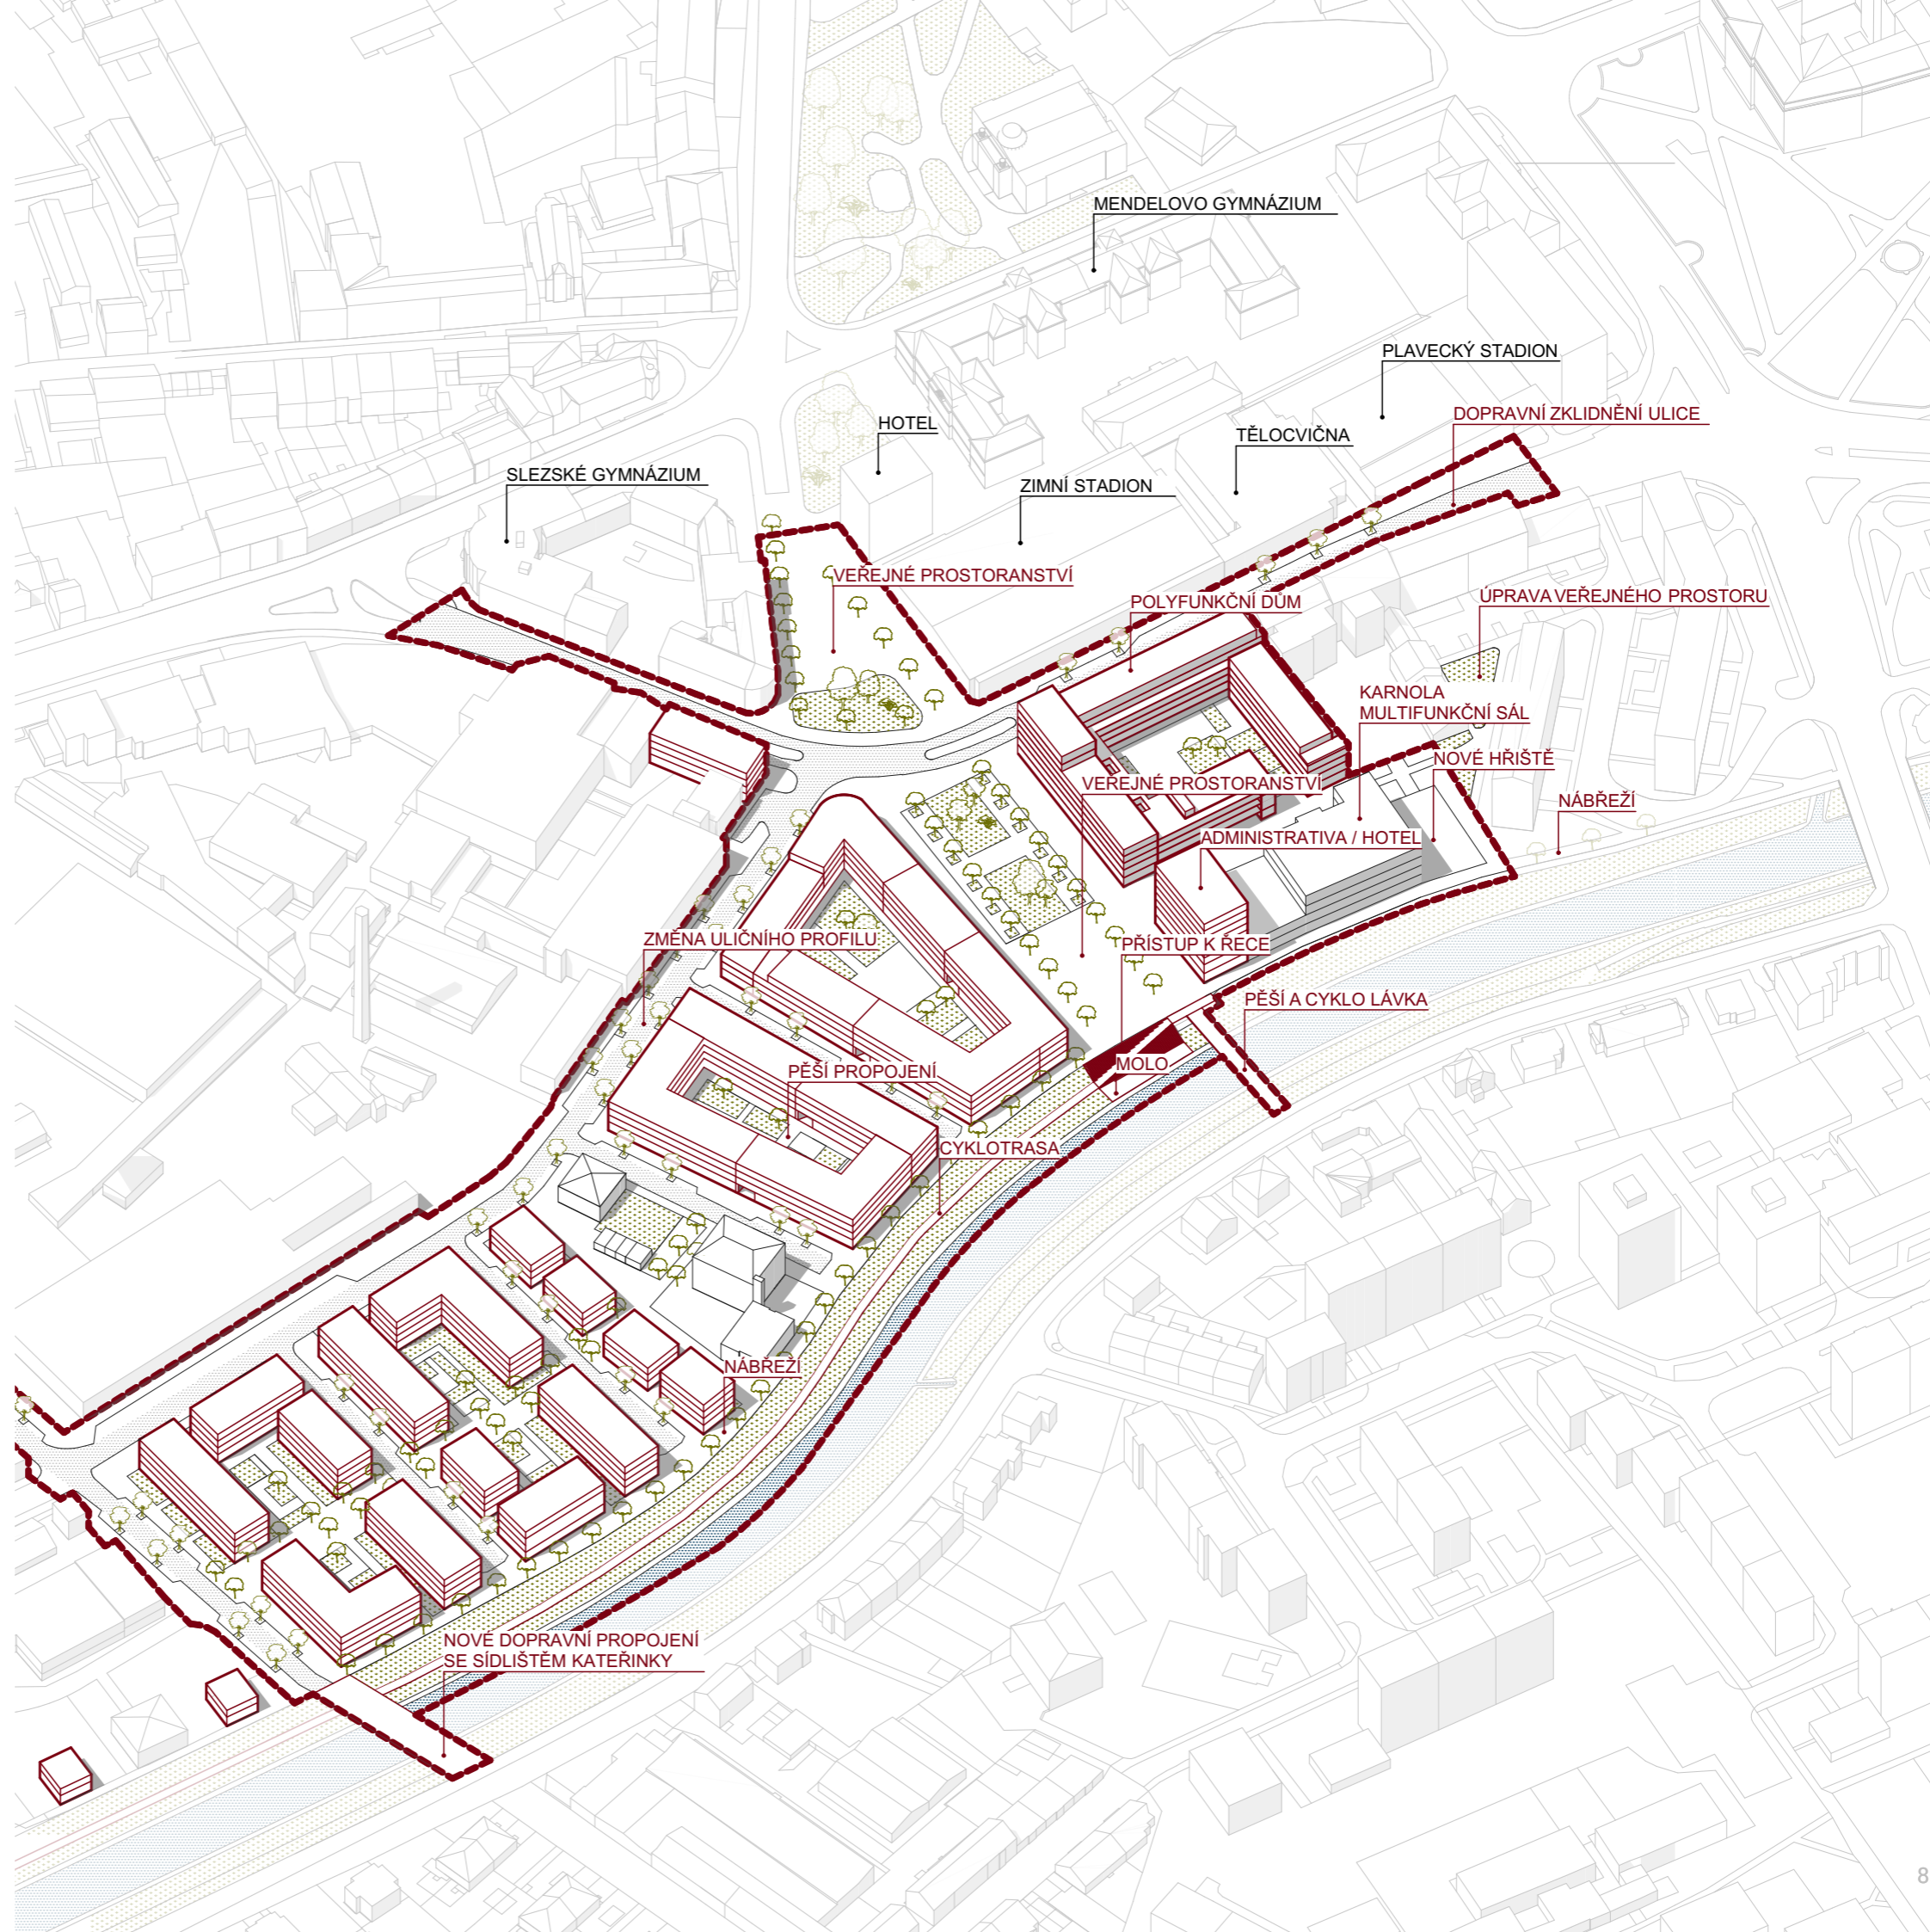 MENDELOVO GYMNÁZIUM
PLAVECKÝ STADION
DOPRAVNÍ ZKLIDNĚNÍ ULICE
HOTEL
TĚLOCVIČNA
SLEZSKÉ GYMNÁZIUM
ZIMNÍ STADION
VEŘEJNÉ PROSTORANSTVÍ
POLYFUNKČNÍ DŮM
ÚPRAVA VEŘEJNÉHO PROSTORU
KARNOLA
MULTIFUNKČNÍ SÁL
NOVÉ HŘIŠTĚ
VEŘEJNÉ PROSTORANSTVÍ
NÁBŘEŽÍ
ADMINISTRATIVA / HOTEL
ZMĚNA ULIČNÍHO PROFILU
PŘÍSTUP K ŘECE
PĚŠÍ A CYKLO LÁVKA
MOLO
PĚŠÍ PROPOJENÍ
CYKLOTRASA
NÁBŘEŽÍ
NOVÉ DOPRAVNÍ PROPOJENÍ
SE SÍDLIŠTĚM KATEŘINKY
8